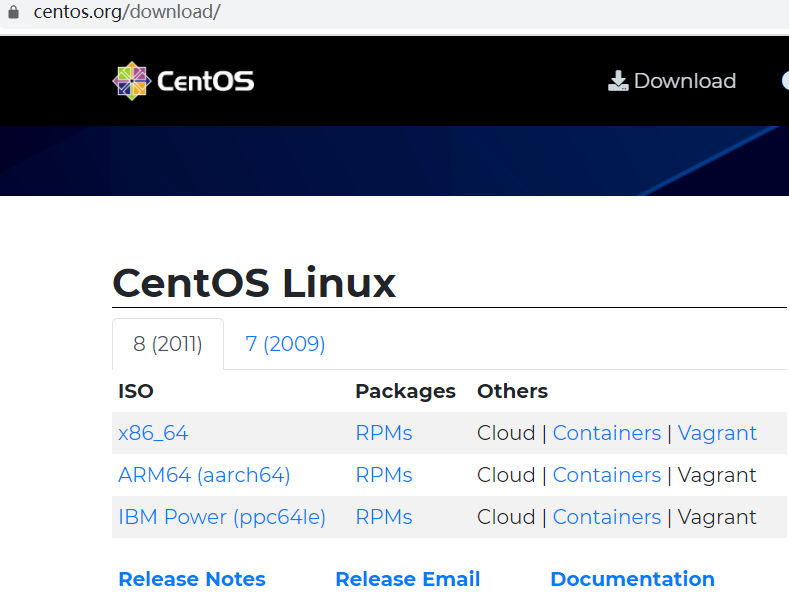 centos.org/download/
CentOS
Download
CentOS Linux
8 (2011) 7 (2009)
ISO Packages Others
x86_64 RPMs Cloud | Containers | Vagrant
ARM64 (aarch64) RPMs Cloud | Containers | Vagrant
IBM Power (ppc64le) RPMs Cloud | Containers | Vagrant
Release Notes Release Email Documentation